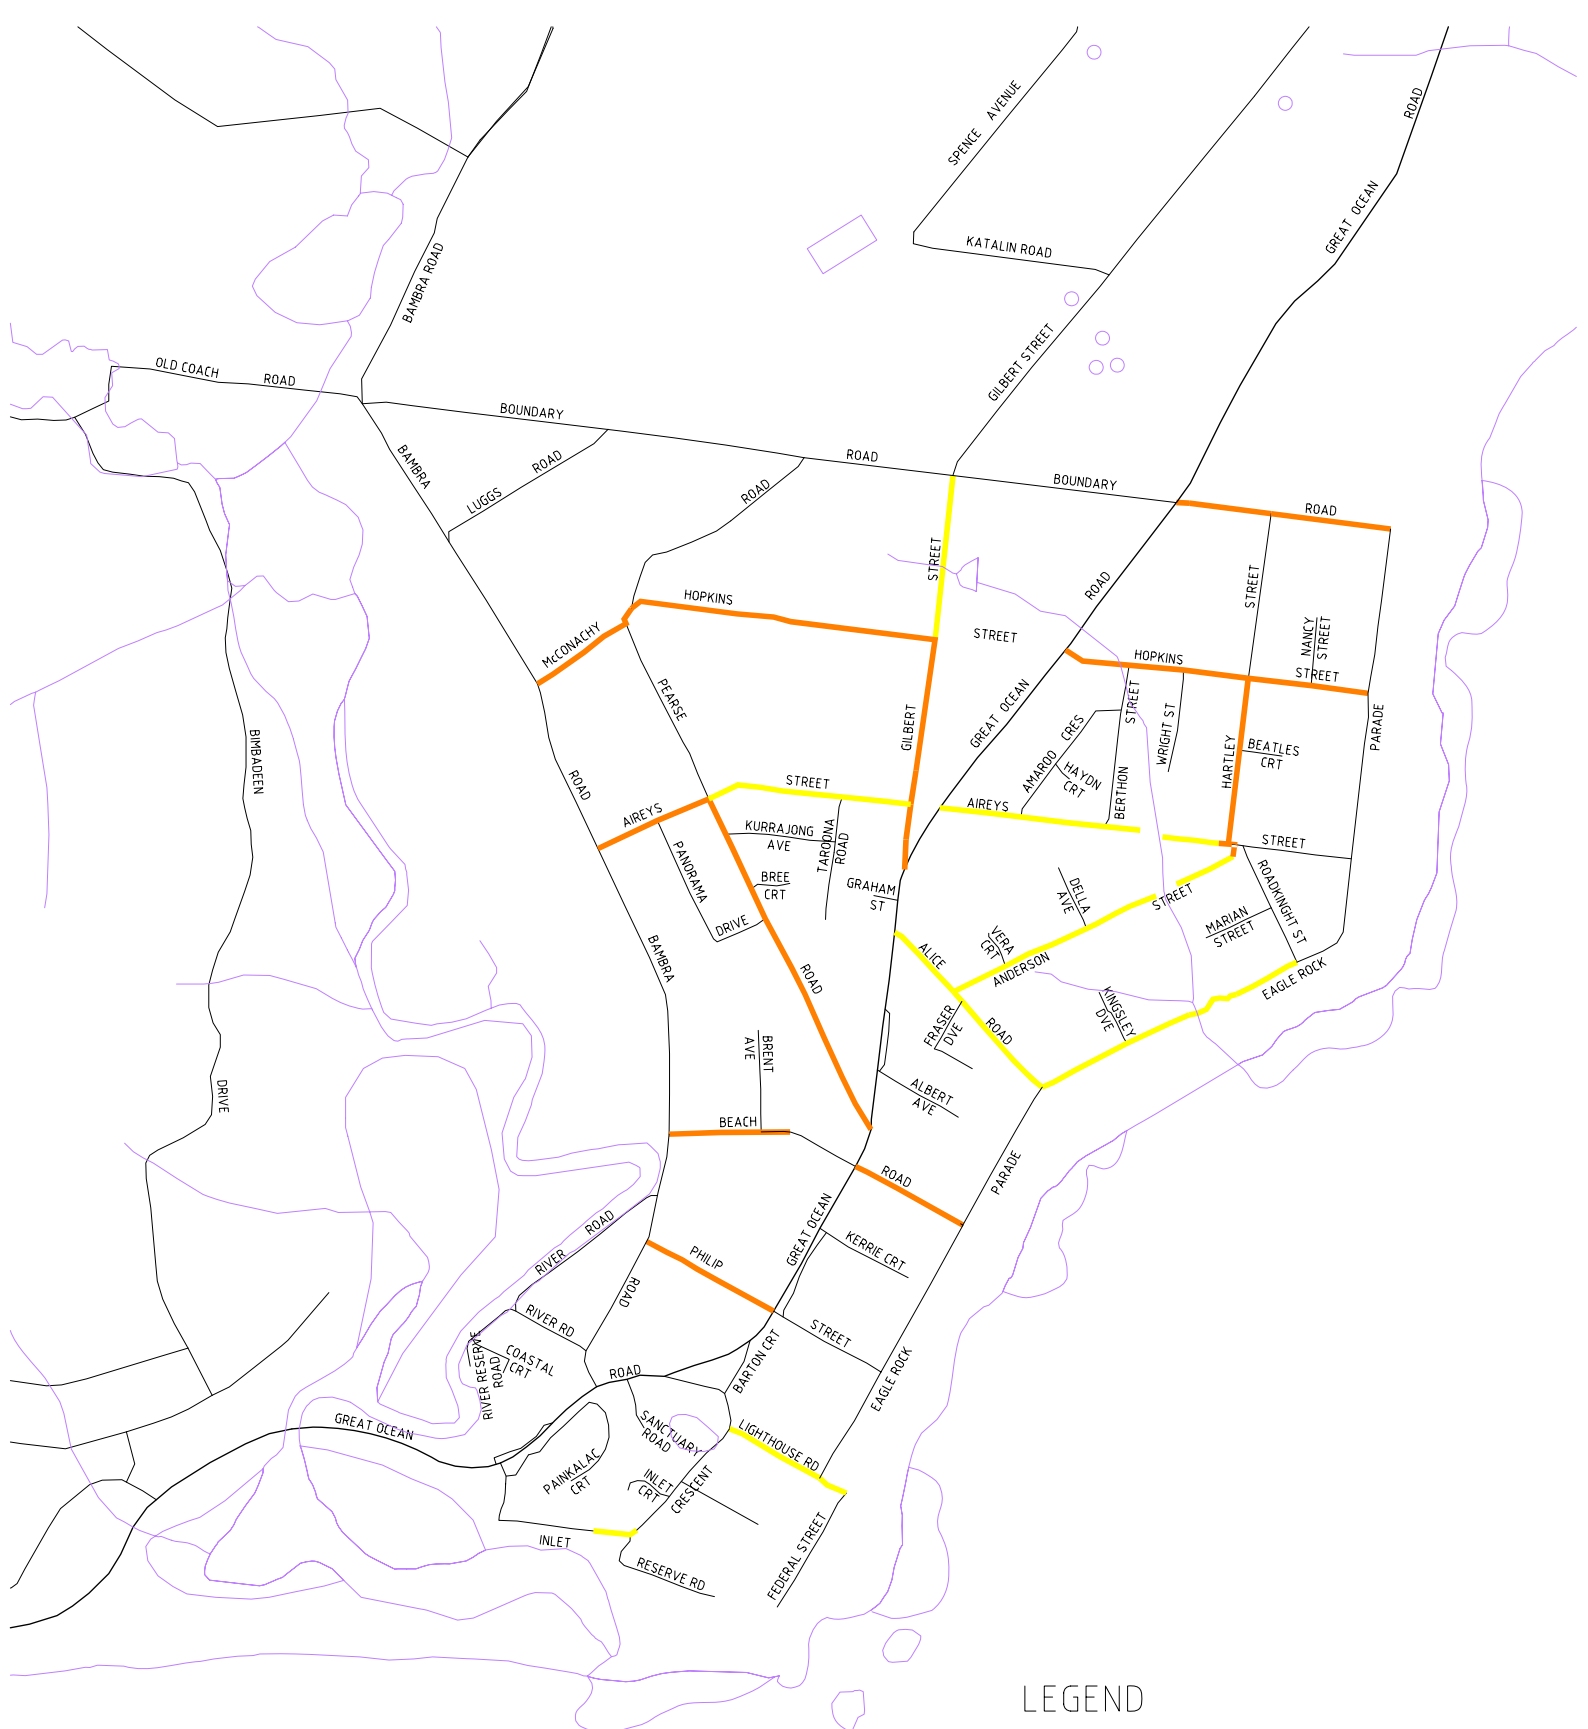 SPENCE AVENUE
ROAD
GREAT OCEAN
KATALIN ROAD
BAMBRA ROAD
GILBERT STREET
OLD COACH
ROAD
BOUNDARY
ROAD
BOUNDARY
ROAD
BAMBRA
LUGGS
ROAD
ROAD
STREET
ROAD
STREET
HOPKINS
STREET
McCONACHY
NANCY
STREET
HOPKINS
STREET
PEARSE
GILBERT
GREAT OCEAN
STREET
WRIGHT ST
PARADE
BIMBADEEN
HARTLEY
BEATLES
CRT
AMAROO CRES
HAYDN
CRT
BERTHON
ROAD
STREET
AIREYS
AIREYS
KURRAJONG
AVE
TAROONA
ROAD
STREET
PANORAMA
BREE
CRT
GRAHAM
ST
DELLA
AVE
STREET
ROADKINGHT ST
MARIAN
STREET
DRIVE
VERA
CRT
ALICE
ANDERSON
EAGLE ROCK
BAMBRA
ROAD
FRASER
DVE
ROAD
KINGSLEY
DVE
BRENT
AVE
DRIVE
ALBERT
AVE
BEACH
ROAD
PARADE
RIVER
ROAD
GREAT OCEAN
KERRIE CRT
PHILIP
ROAD
RIVER RD
STREET
RIVER RESERVE
ROAD
COASTAL
CRT
ROAD
BARTON CRT
EAGLE ROCK
GREAT OCEAN
SANCTUARY
ROAD
LIGHTHOUSE RD
PAINKALAC
CRT
INLET
CRT
CRESCENT
INLET
RESERVE RD
FEDERAL STREET
LEGEND